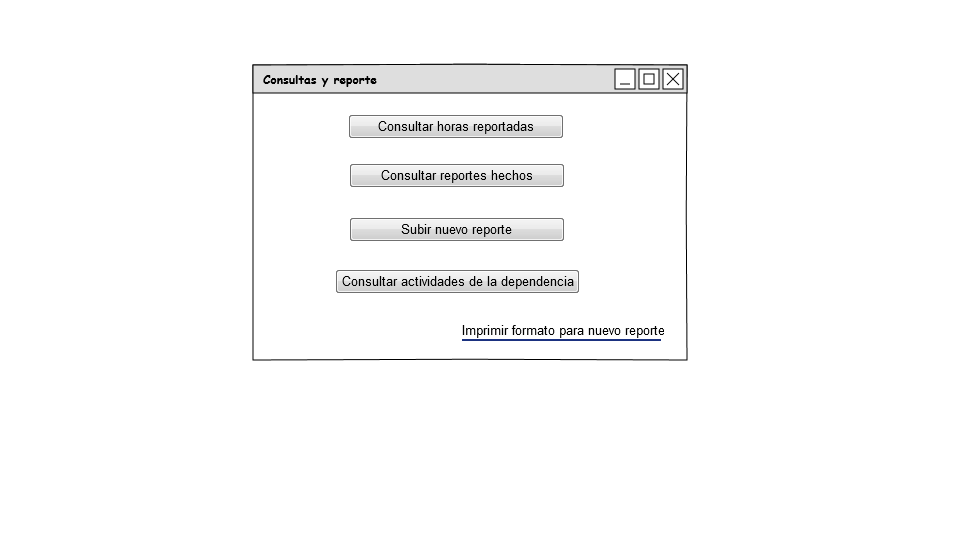 Consultas y reporte
Consultar horas reportadas
Consultar reportes hechos
Subir nuevo reporte
Consultar actividades de la dependencia
Imprimir formato para nuevo reporte